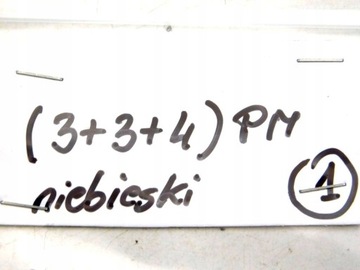 (3+3+4) PM
niebieski
1